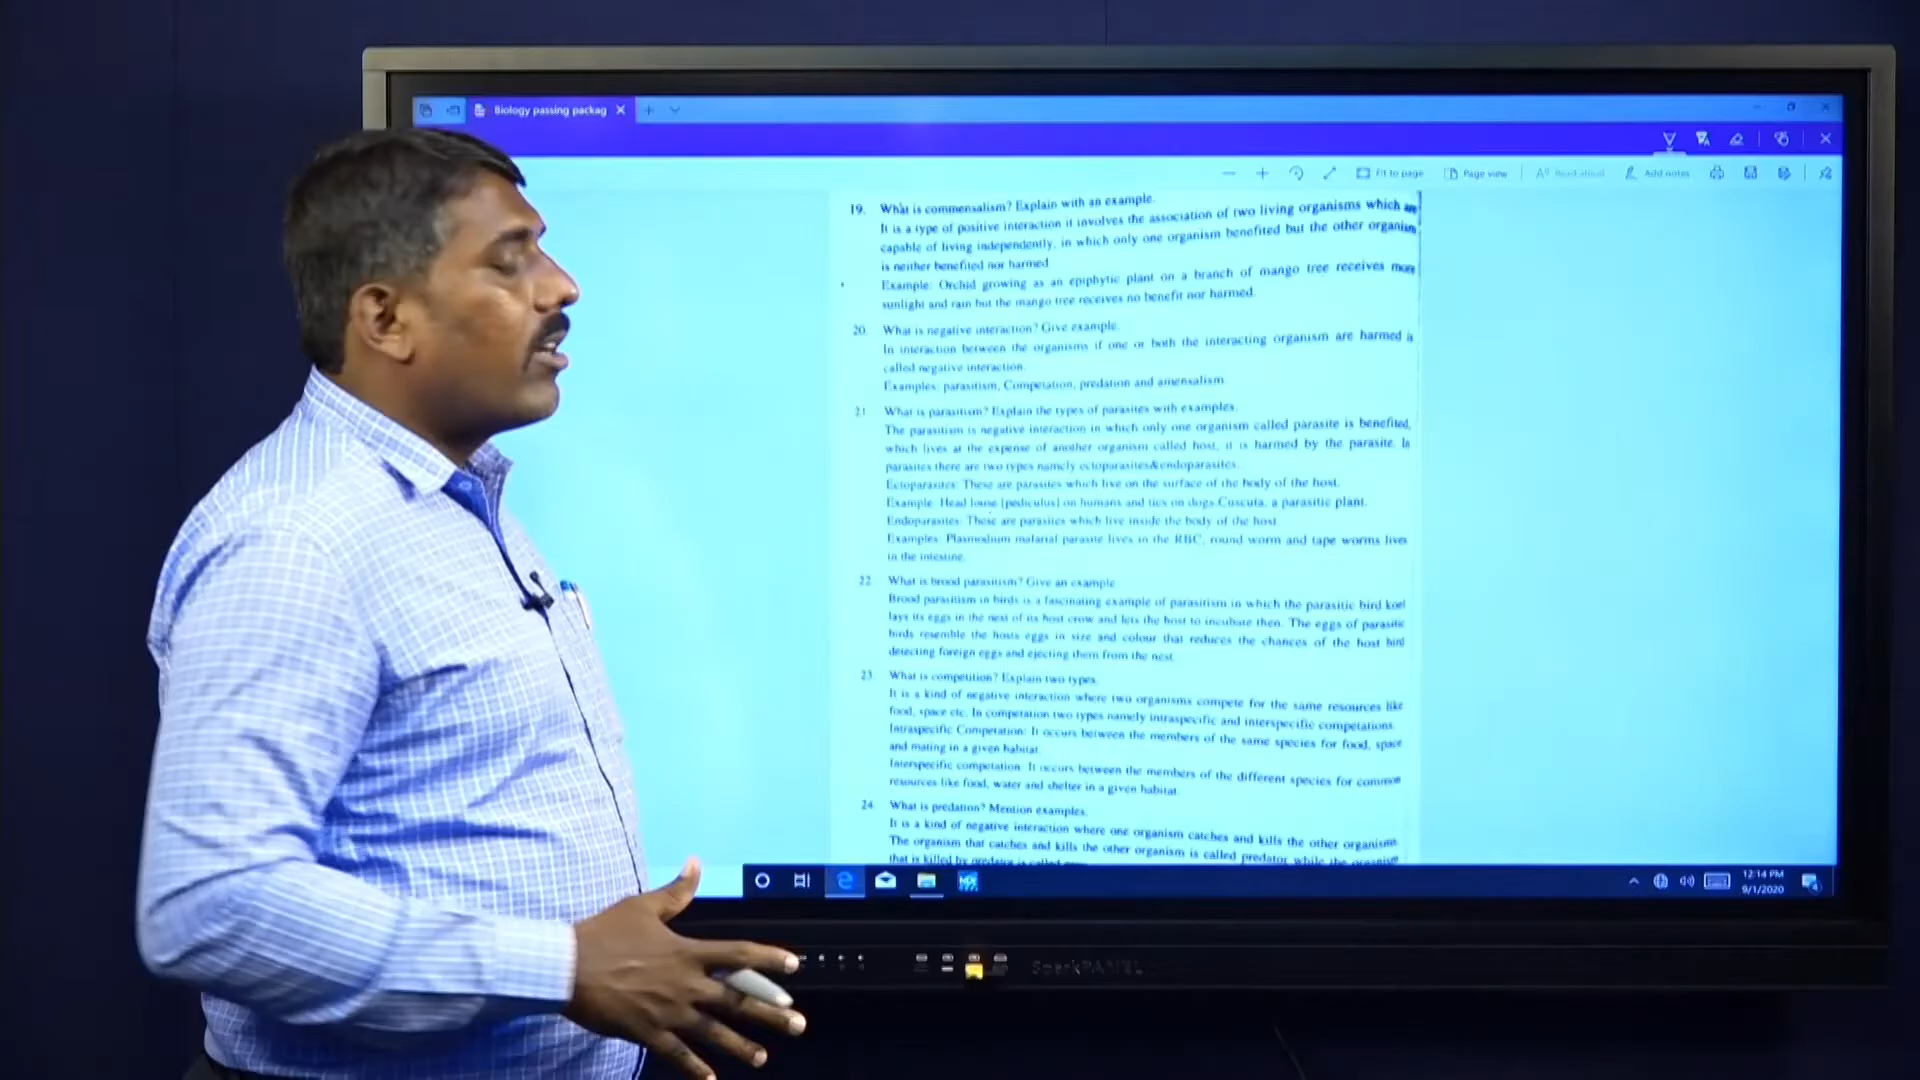 Biology passing packag
Fit to page
Page view
Read aloud
Add notes
19. What is commensalism? Explain with an example.
It is a type of positive interaction it involves the association of two living organisms which are
capable of living independently, in which only one organism benefited but the other organism
is neither benefited nor harmed
Example: Orchid growing as an epiphytic plant on a branch of mango tree receives more
sunlight and rain but the mango tree receives no benefit nor harmed.
20. What is negative interaction? Give example.
In interaction between the organisms if one or both the interacting organism are harmed is
called negative interaction.
Examples: parasitism, Competation, predation and amensalism.
21. What is parasitism? Explain the types of parasites with examples.
The parasitism is negative interaction in which only one organism called parasite is benefited,
which lives at the expense of another organism called host, it is harmed by the parasite. In
parasites there are two types namely ectoparasites&endoparasites.
Ectoparasites: These are parasites which live on the surface of the body of the host.
Example: Head louse [pediculus] on humans and tics on dogs.Cuscuta, a parasitic plant.
Endoparasites: These are parasites which live inside the body of the host.
Examples: Plasmodium malarial parasite lives in the RBC, round worm and tape worms lives
in the intestine.
22. What is brood parasitism? Give an example
Brood parasitism in birds is a fascinating example of parasitism in which the parasitic bird koel
lays its eggs in the nest of its host crow and lets the host to incubate then. The eggs of parasitic
birds resemble the hosts eggs in size and colour that reduces the chances of the host bird
detecting foreign eggs and ejecting them from the nest
23. What is competition? Explain two types.
It is a kind of negative interaction where two organisms compete for the same resources like
food, space etc. In competation two types namely intraspecific and interspecific competations.
Intraspecific Competation: It occurs between the members of the same species for food, space
and mating in a given habitat.
Interspecific competation: It occurs between the members of the different species for common
resources like food, water and shelter in a given habitat.
24. What is predation? Mention examples.
It is a kind of negative interaction where one organism catches and kills the other organisms.
The organism that catches and kills the other organism is called predator while the organism
that is killed by predator is called
12:14 PM
9/1/2020
SparkPANEL